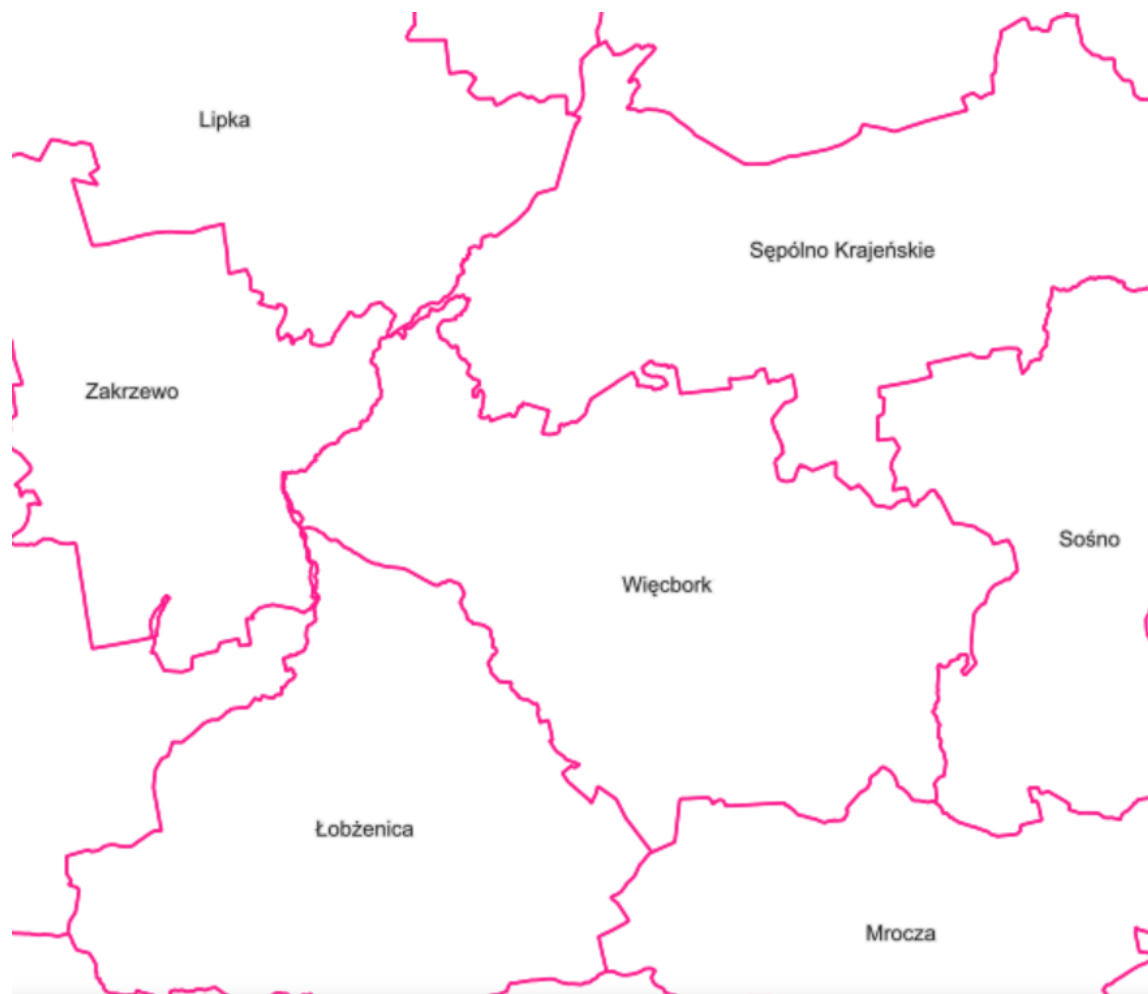 Lipka
Sępólno Krajeńskie
Zakrzewo
Sośno
Więcbork
Łobżenica
Mrocza